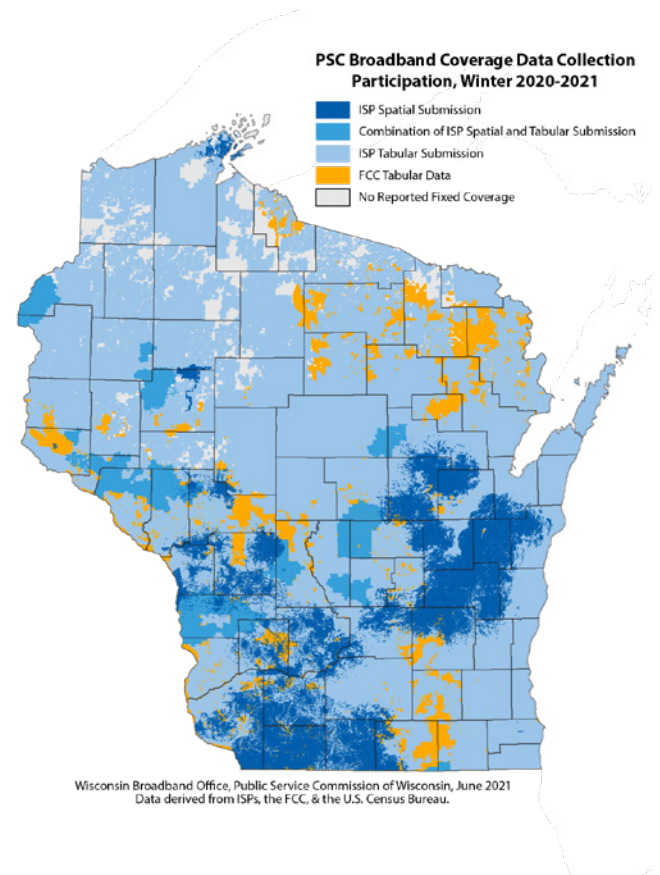 PSC Broadband Coverage Data Collection
Participation, Winter 2020-2021
ISP Spatial Submission
Combination of ISP Spatial and Tabular Submission
ISP Tabular Submission
FCC Tabular Data
No Reported Fixed Coverage
Wisconsin Broadband Office, Public Service Commission of Wisconsin, June 2021
Data derived from ISPs, the FCC, & the U.S. Census Bureau.